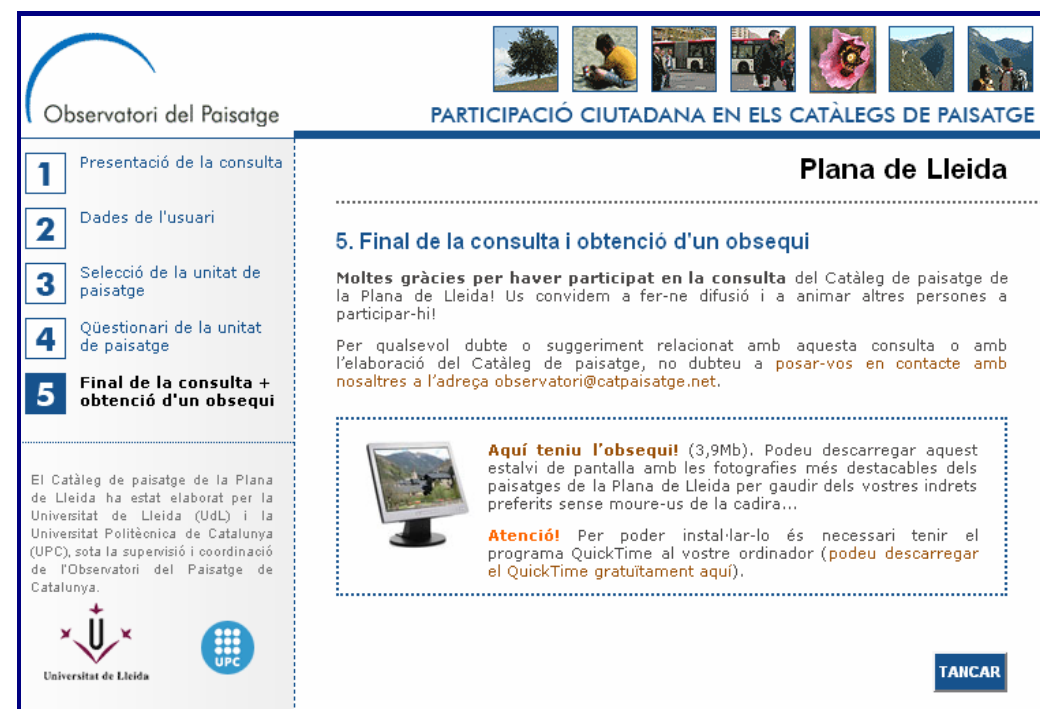 Observatori del Paisatge
PARTICIPACIÓ CIUTADANA EN ELS CATÀLEGS DE PAISATGE
1
Presentació de la consulta
2
Dades de l'usuari
3
Selecció de la unitat de
paisatge
4
Qüestionari de la unitat
de paisatge
5
Final de la consulta +
obtenció d'un obsequi
El Catàleg de paisatge de la Plana
de Lleida ha estat elaborat per la
Universitat de Lleida (UdL) i la
Universitat Politècnica de Catalunya
(UPC), sota la supervisió i coordinació
de l'Observatori del Paisatge de
Catalunya.
Universitat de Lleida
UPC
Plana de Lleida
5. Final de la consulta i obtenció d'un obsequi
Moltes gràcies per haver participat en la consulta del Catàleg de paisatge de
la Plana de Lleida! Us convidem a fer-ne difusió i a animar altres persones a
participar-hi!
Per qualsevol dubte o suggeriment relacionat amb aquesta consulta o amb
l'elaboració del Catàleg de paisatge, no dubteu a posar-vos en contacte amb
nosaltres a l'adreça observatori@catpaisatge.net.
Aquí teniu l'obsequi! (3,9Mb). Podeu descarregar aquest
estalvi de pantalla amb les fotografies més destacables dels
paisatges de la Plana de Lleida per gaudir dels vostres indrets
preferits sense moure-us de la cadira...
Atenció! Per poder instal·lar-lo és necessari tenir el
programa QuickTime al vostre ordinador (podeu descarregar
el QuickTime gratuïtament aquí).
TANCAR